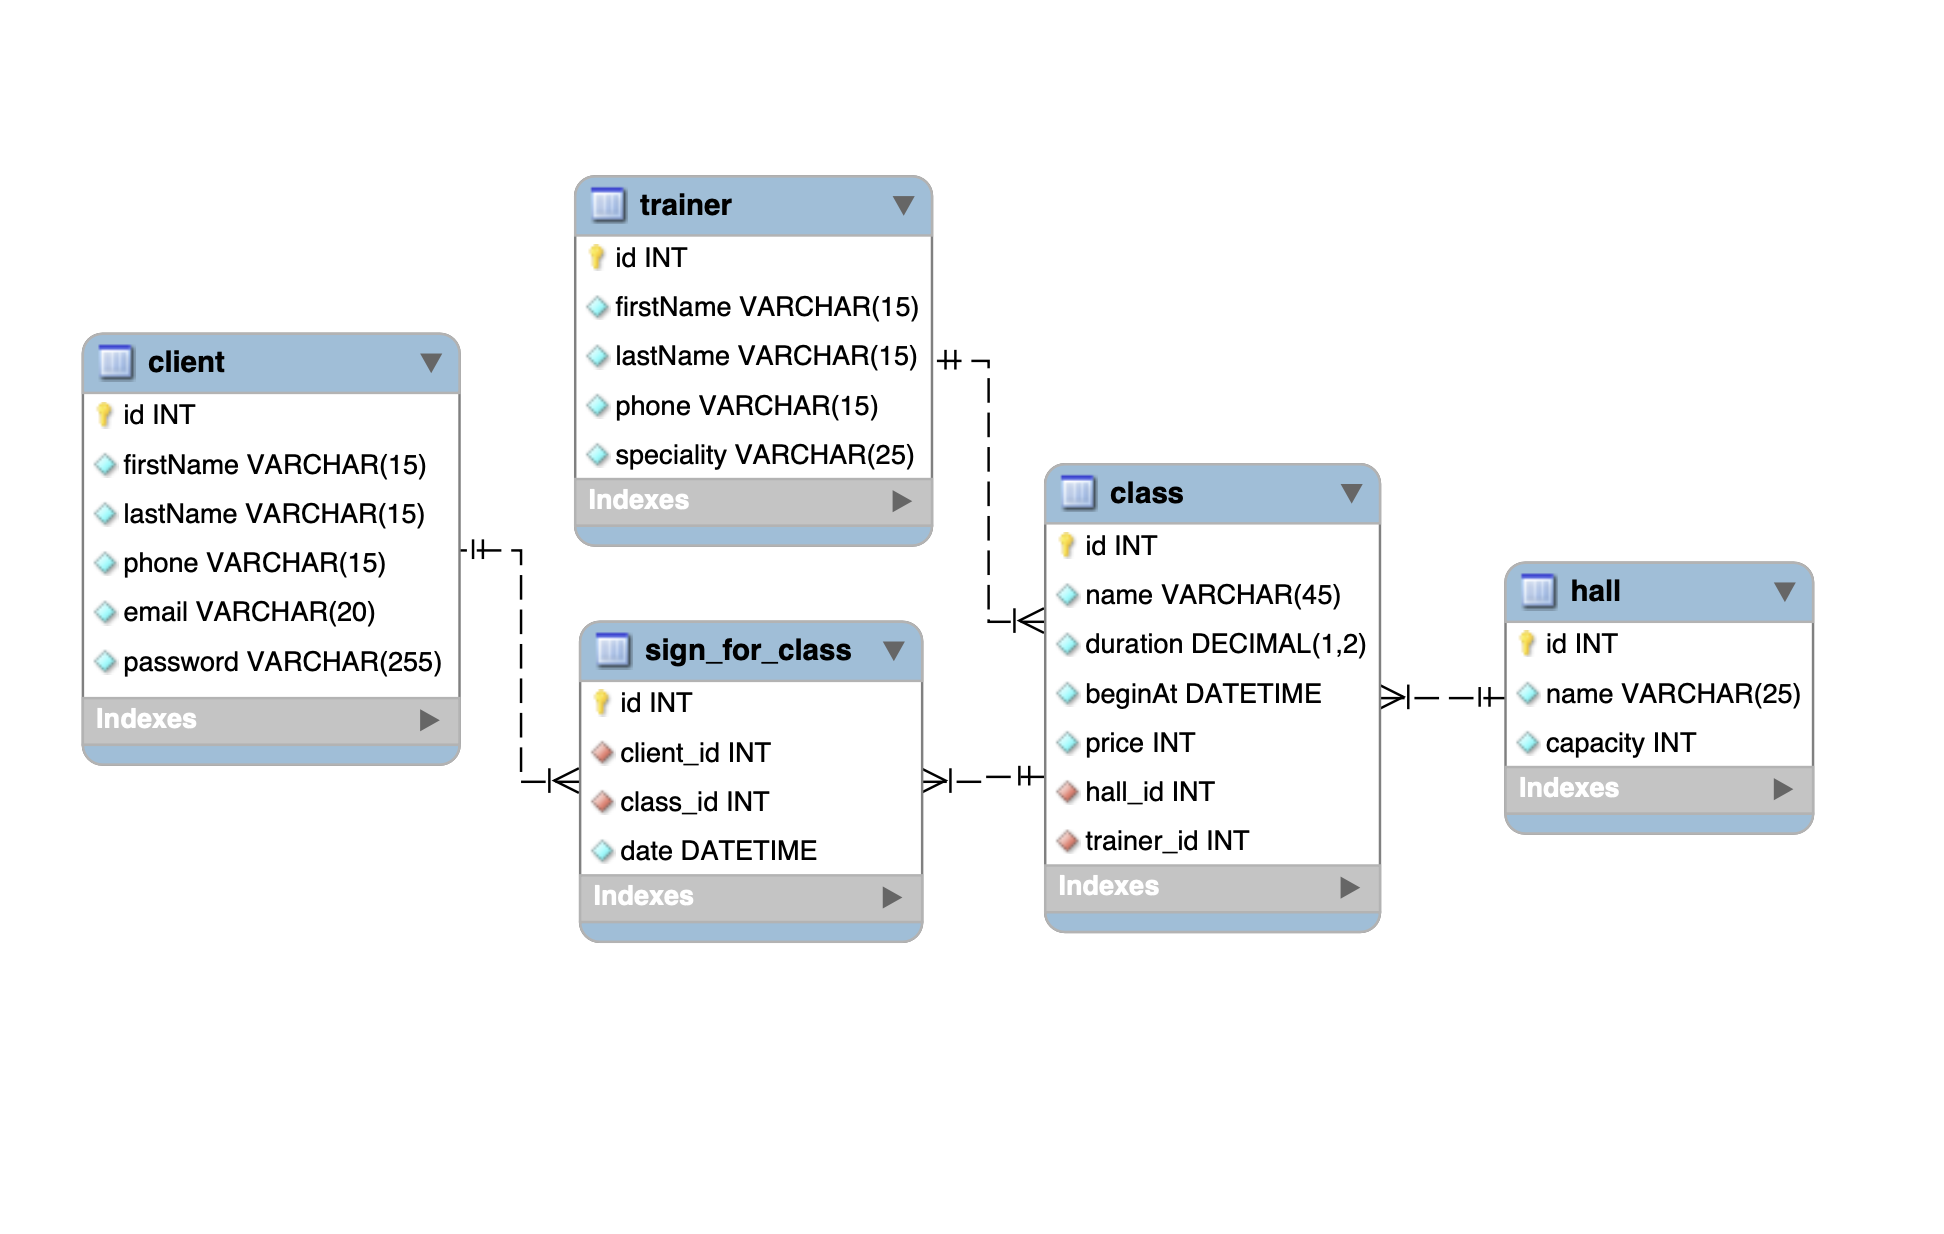 client
id INT
firstName VARCHAR(15)
lastName VARCHAR(15)
phone VARCHAR(15)
email VARCHAR(20)
password VARCHAR(255)
Indexes
trainer
id INT
firstName VARCHAR(15)
lastName VARCHAR(15)
phone VARCHAR(15)
speciality VARCHAR(25)
Indexes
sign_for_class
id INT
client_id INT
class_id INT
date DATETIME
Indexes
class
id INT
name VARCHAR(45)
duration DECIMAL(1,2)
beginAt DATETIME
price INT
hall_id INT
trainer_id INT
Indexes
hall
id INT
name VARCHAR(25)
capacity INT
Indexes